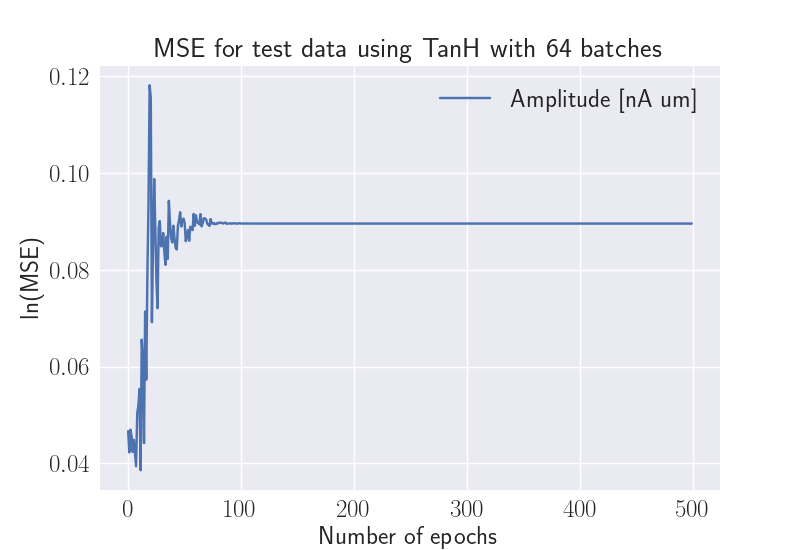 MSE for test data using TanH with 64 batches
Amplitude [nA um]
0.12
0.10
0.08
0.06
0.04
ln(MSE)
0 100 200 300 400 500
Number of epochs